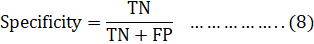 Specificity = TN / (TN + FP) ……………….. (8)